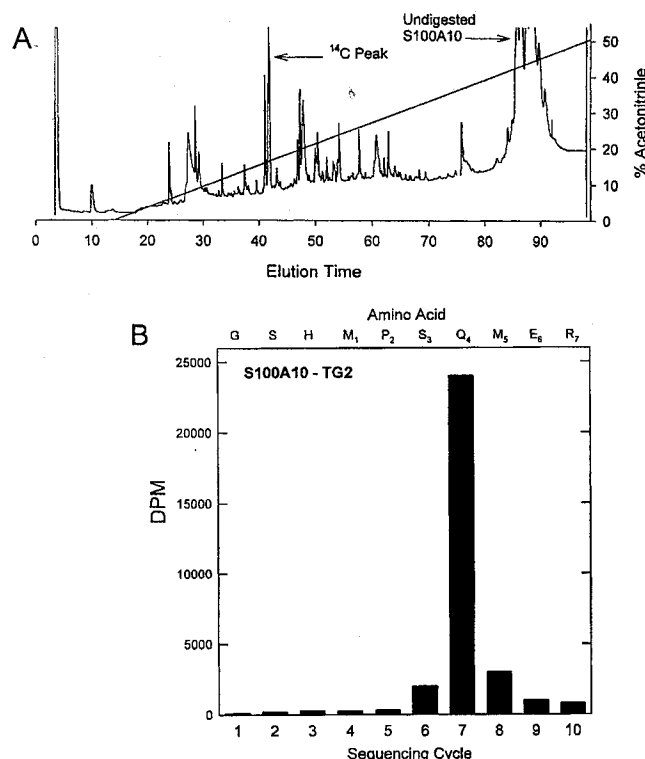 A
Undigested
S100A10
¹⁴C Peak
50
40
30
20
10
0
% Acetonitrinle
0 10 20 30 40 50 60 70 80 90
Elution Time
B
Amino Acid
G S H M₁ P₂ S₃ Q₄ M₅ E₆ R₇
S100A10 - TG2
25000
20000
15000
10000
5000
0
DPM
1 2 3 4 5 6 7 8 9 10
Sequencing Cycle